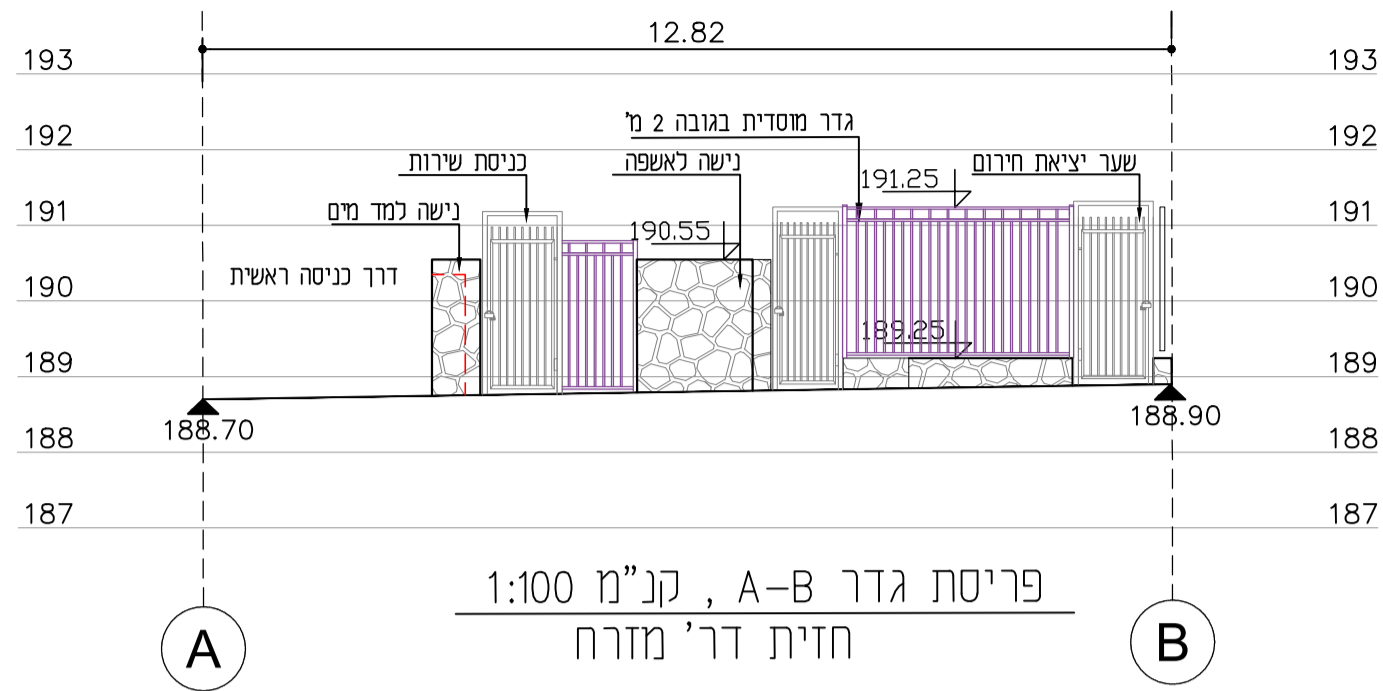 12.82
193 193
גדר מוסדית בגובה 2 מ'
192 192
כניסת שירות נישה לאשפה שער יציאת חירום
191.25
נישה למד מים
191 191
190.55
דרך כניסה ראשית
190 190
189.25
189 189
188.70 188.90
188 188
187 187
פריסת גדר A-B , קנ"מ 1:100
חזית דר' מזרח
A B